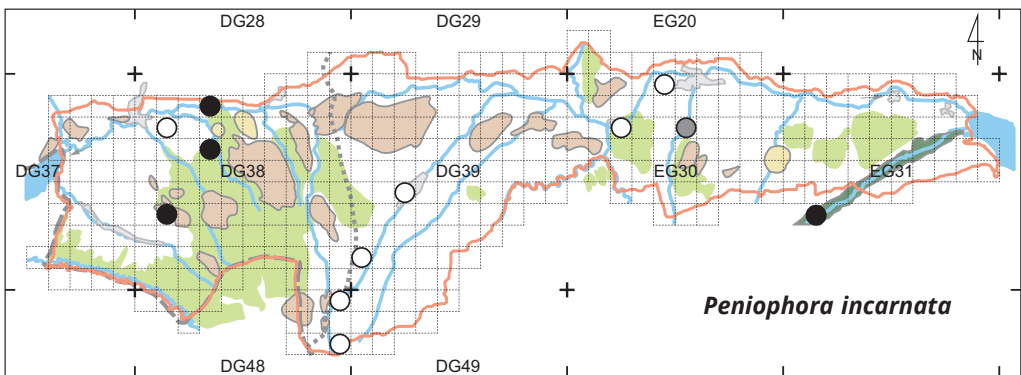 DG28 DG29 EG20
N
DG37 DG38 DG39 EG30 EG31
Peniophora incarnata
DG48 DG49